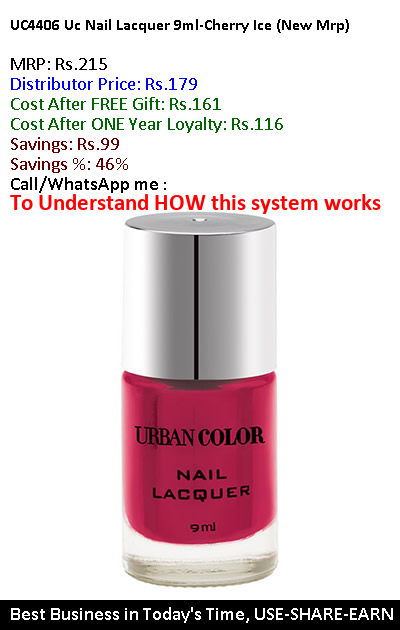 UC4406 Uc Nail Lacquer 9ml-Cherry Ice (New Mrp)
MRP: Rs.215
Distributor Price: Rs.179
Cost After FREE Gift: Rs.161
Cost After ONE Year Loyalty: Rs.116
Savings: Rs.99
Savings %: 46%
Call/WhatsApp me :
To Understand HOW this system works
URBAN COLOR
NAIL
LACQUER
9ml
Best Business in Today's Time, USE-SHARE-EARN